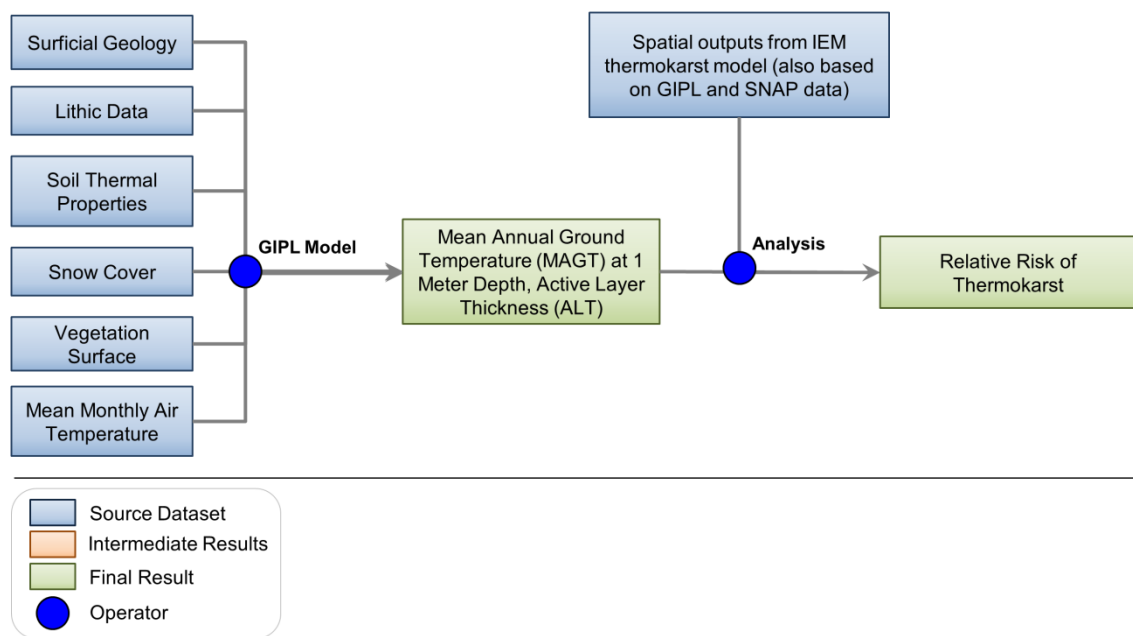 Surficial Geology
Lithic Data
Soil Thermal
Properties
Snow Cover
Vegetation
Surface
Mean Monthly Air
Temperature
GIPL Model
Mean Annual Ground
Temperature (MAGT) at 1
Meter Depth, Active Layer
Thickness (ALT)
Spatial outputs from IEM
thermokarst model (also based
on GIPL and SNAP data)
Analysis
Relative Risk of
Thermokarst
Source Dataset
Intermediate Results
Final Result
Operator